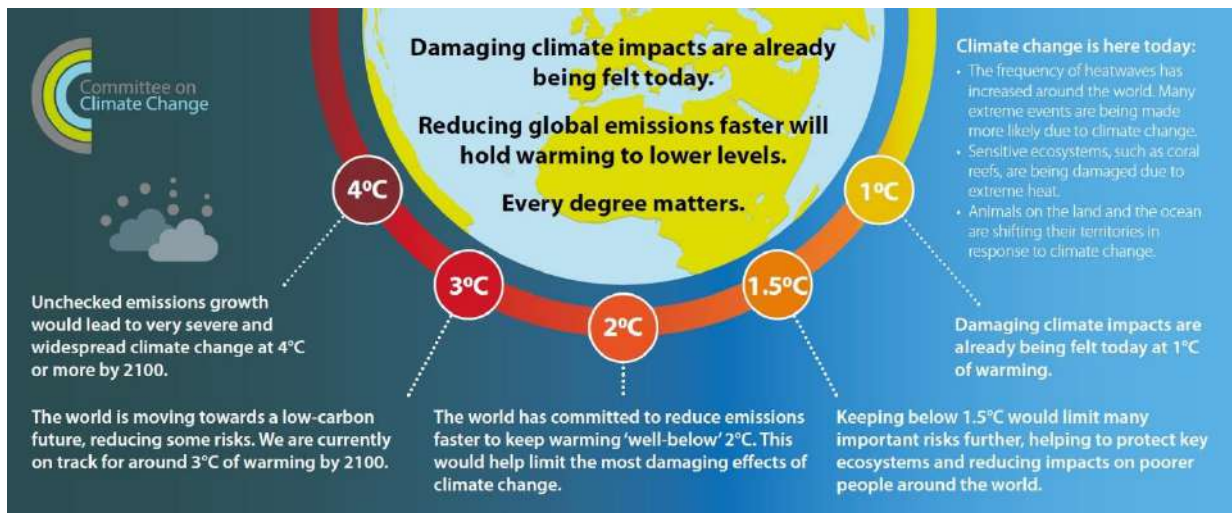 Committee on
Climate Change
Damaging climate impacts are already
being felt today.
Reducing global emissions faster will
hold warming to lower levels.
Every degree matters.
Climate change is here today:
• The frequency of heatwaves has
increased around the world. Many
extreme events are being made
more likely due to climate change.
• Sensitive ecosystems, such as coral
reefs, are being damaged due to
extreme heat.
• Animals on the land and the ocean
are shifting their territories in
response to climate change.
4°C
3°C
2°C
1.5°C
1°C
Unchecked emissions growth
would lead to very severe and
widespread climate change at 4°C
or more by 2100.
The world is moving towards a low-carbon
future, reducing some risks. We are currently
on track for around 3°C of warming by 2100.
The world has committed to reduce emissions
faster to keep warming ‘well-below’ 2°C. This
would help limit the most damaging effects of
climate change.
Damaging climate impacts are
already being felt today at 1°C
of warming.
Keeping below 1.5°C would limit many
important risks further, helping to protect key
ecosystems and reducing impacts on poorer
people around the world.